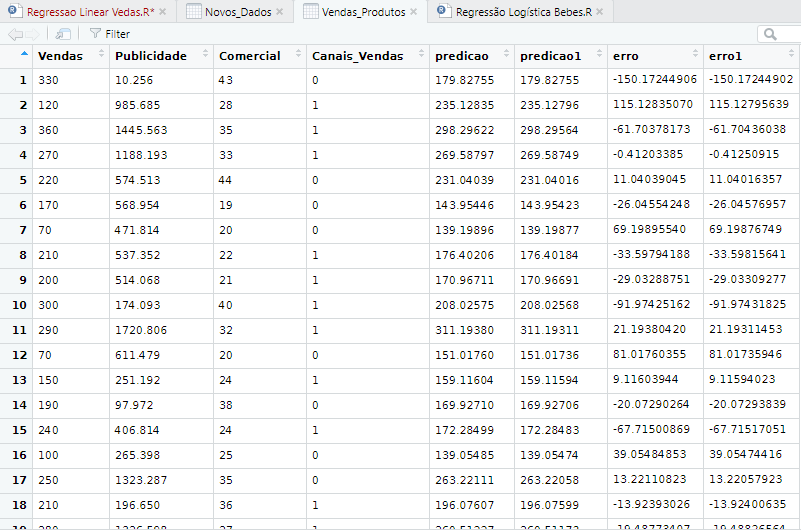 Regressao Linear Vedas.R* Novos_Dados Vendas_Produtos Regressão Logística Bebes.R
Filter
Vendas Publicidade Comercial Canais_Vendas predicao predicao1 erro erro1
1 330 10.256 43 0 179.82755 179.82755 -150.17244906 -150.17244902
2 120 985.685 28 1 235.12835 235.12796 115.12835070 115.12795639
3 360 1445.563 35 1 298.29622 298.29564 -61.70378173 -61.70436038
4 270 1188.193 33 1 269.58797 269.58749 -0.41203385 -0.41250915
5 220 574.513 44 0 231.04039 231.04016 11.04039045 11.04016357
6 170 568.954 19 0 143.95446 143.95423 -26.04554248 -26.04576957
7 70 471.814 20 0 139.19896 139.19877 69.19895540 69.19876749
8 210 537.352 22 1 176.40206 176.40184 -33.59794188 -33.59815641
9 200 514.068 21 1 170.96711 170.96691 -29.03288751 -29.03309277
10 300 174.093 40 1 208.02575 208.02568 -91.97425162 -91.97431825
11 290 1720.806 32 1 311.19380 311.19311 21.19380420 21.19311453
12 70 611.479 20 0 151.01760 151.01736 81.01760355 81.01735946
13 150 251.192 24 1 159.11604 159.11594 9.11603944 9.11594023
14 190 97.972 38 0 169.92710 169.92706 -20.07290264 -20.07293839
15 240 406.814 24 1 172.28499 172.28483 -67.71500869 -67.71517051
16 100 265.398 25 0 139.05485 139.05474 39.05484853 39.05474416
17 250 1323.287 35 0 263.22111 263.22058 13.22110823 13.22057923
18 210 196.650 36 1 196.07607 196.07599 -13.92393026 -13.92400635